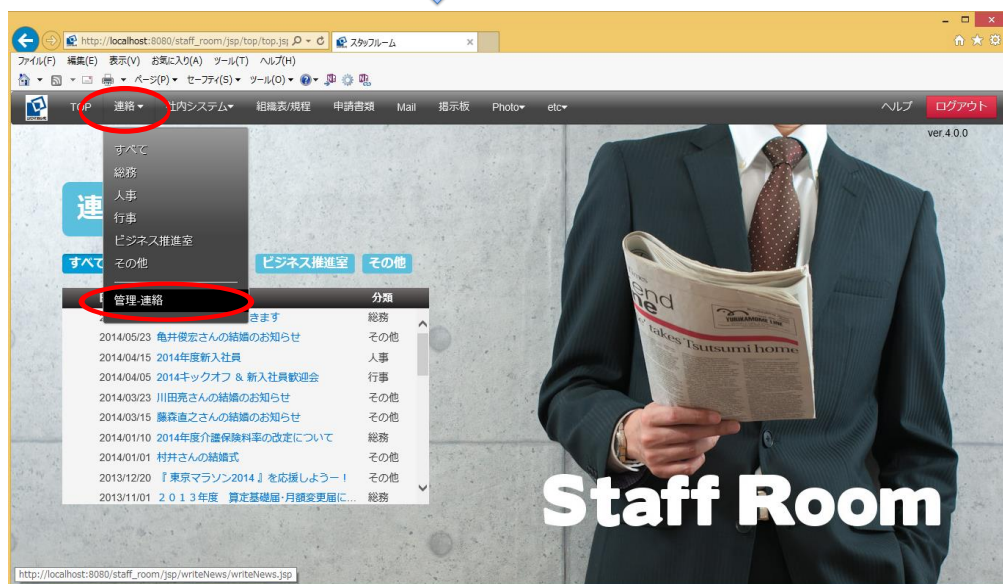 http://localhost:8080/staff_room/jsp/top/top.js
スタッフルーム
ファイル(F) 編集(E) 表示(V) お気に入り(A) ツール(T) ヘルプ(H)
ページ(P) セーフティ(S) ツール(O)
TOP 連絡 社内システム 組織表/規程 申請書類 Mail 掲示板 Photo etc ヘルプ ログアウト
ver.4.0.0
すべて
総務
人事
行事
ビジネス推進室
その他
管理-連絡
連
すべて ビジネス推進室 その他
分類
きます 総務
2014/05/23 亀井俊宏さんの結婚のお知らせ その他
2014/04/15 2014年度新入社員 人事
2014/04/05 2014キックオフ & 新入社員歓迎会 行事
2014/03/23 川田亮さんの結婚のお知らせ その他
2014/03/15 藤森直之さんの結婚のお知らせ その他
2014/01/10 2014年度介護保険料率の改定について 総務
2014/01/01 村井さんの結婚式 その他
2013/12/20 『東京マラソン2014』を応援しよう－！ その他
2013/11/01 ２０１３年度　算定基礎届･月額変更届に... 総務
end
takes Tsutsumi home
Staff Room
http://localhost:8080/staff_room/jsp/writeNews/writeNews.jsp